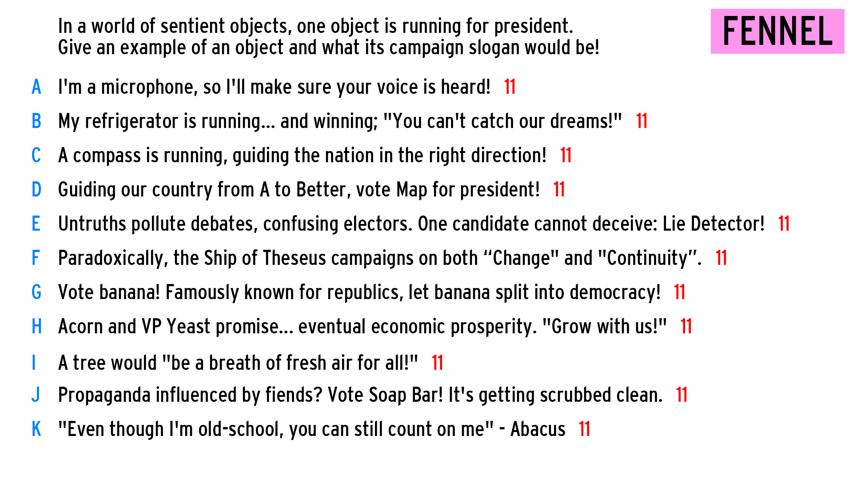 In a world of sentient objects, one object is running for president.
Give an example of an object and what its campaign slogan would be!
FENNEL
A I'm a microphone, so I'll make sure your voice is heard! 11
B My refrigerator is running... and winning; "You can't catch our dreams!" 11
C A compass is running, guiding the nation in the right direction! 11
D Guiding our country from A to Better, vote Map for president! 11
E Untruths pollute debates, confusing electors. One candidate cannot deceive: Lie Detector! 11
F Paradoxically, the Ship of Theseus campaigns on both “Change" and "Continuity”. 11
G Vote banana! Famously known for republics, let banana split into democracy! 11
H Acorn and VP Yeast promise... eventual economic prosperity. "Grow with us!" 11
I A tree would "be a breath of fresh air for all!" 11
J Propaganda influenced by fiends? Vote Soap Bar! It's getting scrubbed clean. 11
K "Even though I'm old-school, you can still count on me" - Abacus 11